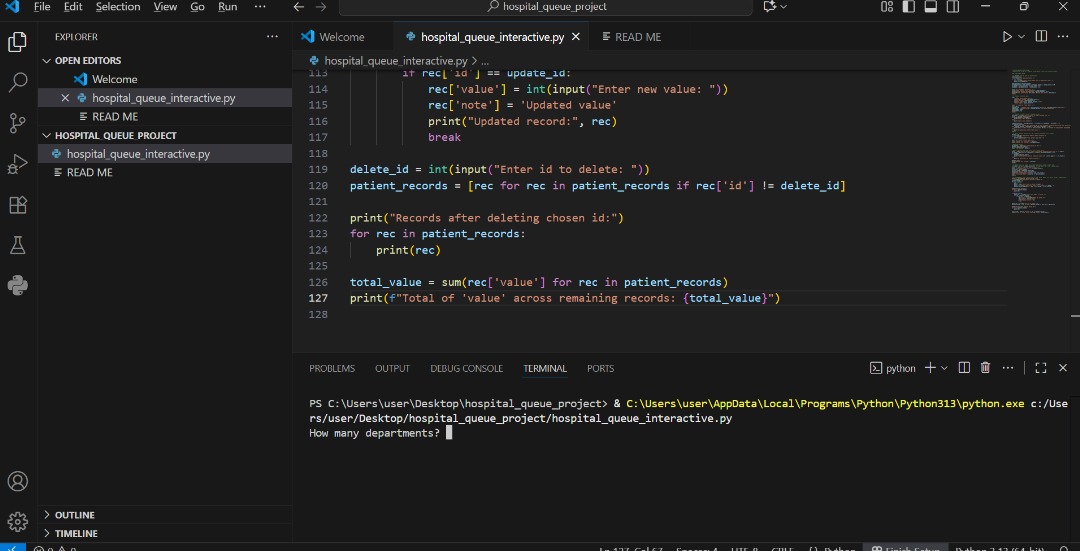 File Edit Selection View Go Run ... hospital_queue_project
EXPLORER ...
OPEN EDITORS
Welcome
hospital_queue_interactive.py
READ ME
HOSPITAL QUEUE PROJECT
hospital_queue_interactive.py
READ ME
OUTLINE
TIMELINE
Welcome hospital_queue_interactive.py READ ME
hospital_queue_interactive.py > ...
113 if rec['id'] == update_id:
114 rec['value'] = int(input("Enter new value: "))
115 rec['note'] = 'Updated value'
116 print("Updated record:", rec)
117 break
118
119 delete_id = int(input("Enter id to delete: "))
120 patient_records = [rec for rec in patient_records if rec['id'] != delete_id]
121
122 print("Records after deleting chosen id:")
123 for rec in patient_records:
124 print(rec)
125
126 total_value = sum(rec['value'] for rec in patient_records)
127 print(f"Total of 'value' across remaining records: {total_value}")
128
PROBLEMS OUTPUT DEBUG CONSOLE TERMINAL PORTS python
PS C:\Users\user\Desktop\hospital_queue_project> & C:\Users\user\AppData\Local\Programs\Python\Python313\python.exe c:/Use
rs/user/Desktop/hospital_queue_project/hospital_queue_interactive.py
How many departments?